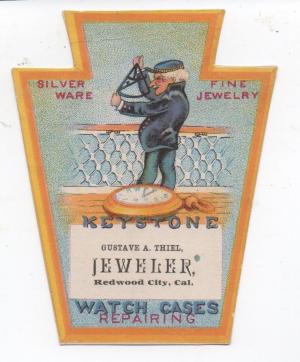 SILVER WARE
FINE JEWELRY
KEYSTONE
GUSTAVE A. THIEL,
JEWELER,
Redwood City, Cal.
WATCH CASES
REPAIRING